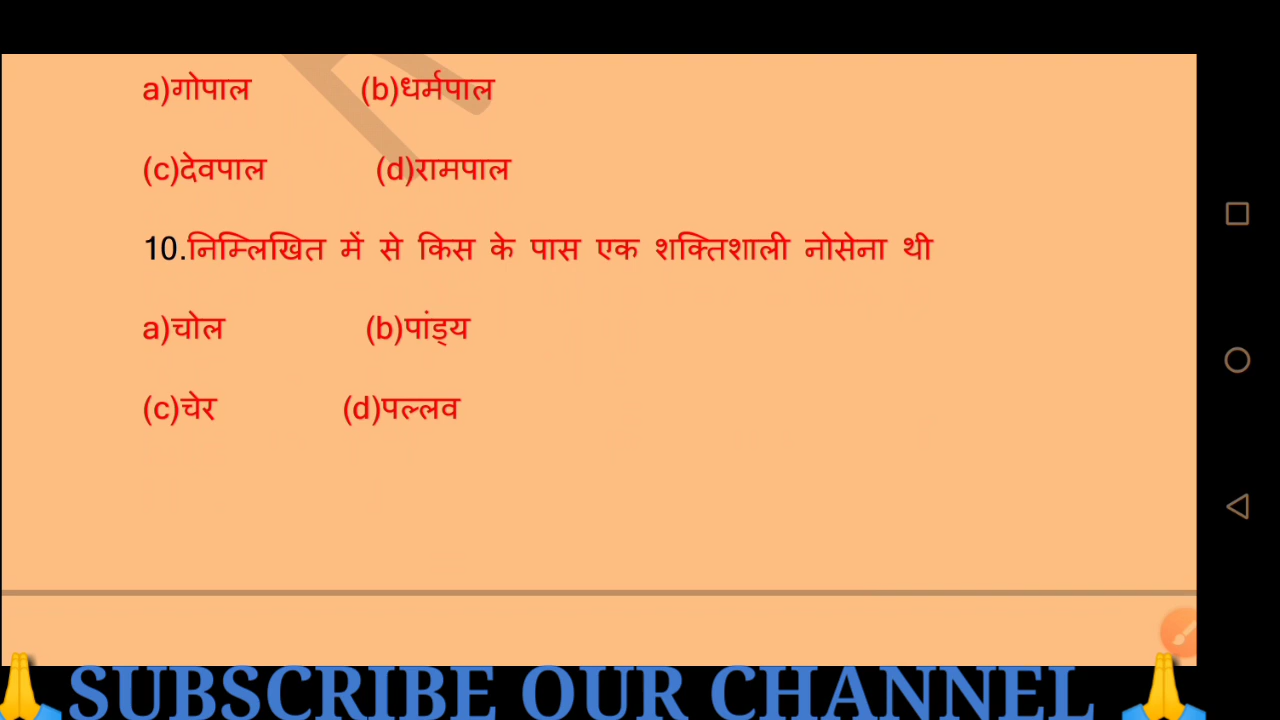 a)गोपाल (b)धर्मपाल
(c)देवपाल (d)रामपाल
10.निम्लिखित में से किस के पास एक शक्तिशाली नोसेना थी
a)चोल (b)पांड्य
(c)चेर (d)पल्लव
🙏SUBSCRIBE OUR CHANNEL 🙏